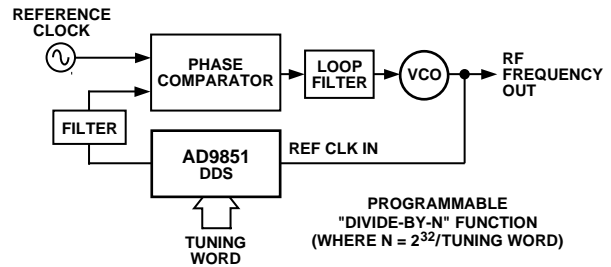 REFERENCE
CLOCK
PHASE
COMPARATOR
LOOP
FILTER
VCO
RF
FREQUENCY
OUT
FILTER
AD9851
DDS
REF CLK IN
TUNING
WORD
PROGRAMMABLE
"DIVIDE-BY-N" FUNCTION
(WHERE N = 2³²/TUNING WORD)